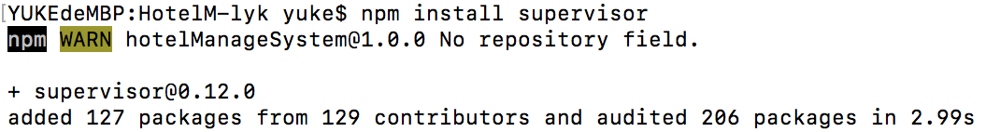 [YUKEdeMBP:HotelM-lyk yuke$ npm install supervisor
npm WARN hotelManageSystem@1.0.0 No repository field.
+ supervisor@0.12.0
added 127 packages from 129 contributors and audited 206 packages in 2.99s